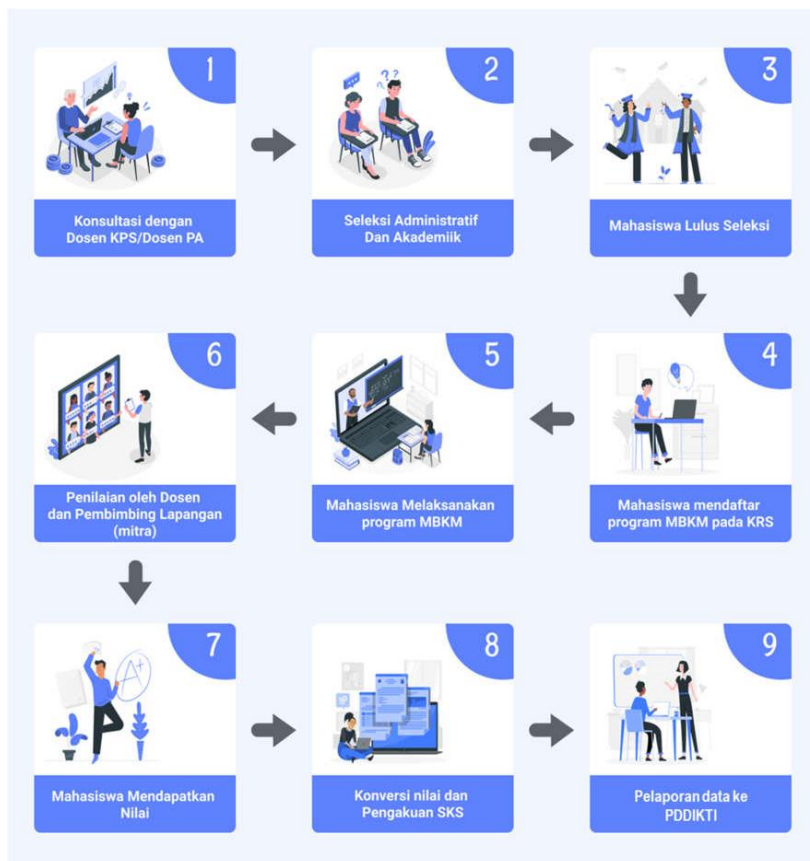 1
Konsultasi dengan
Dosen KPS/Dosen PA
2
Seleksi Administratif
Dan Akademiik
3
Mahasiswa Lulus Seleksi
4
Mahasiswa mendaftar
program MBKM pada KRS
5
Mahasiswa Melaksanakan
program MBKM
6
Penilaian oleh Dosen
dan Pembimbing Lapangan
(mitra)
7
A+
Mahasiswa Mendapatkan
Nilai
8
Konversi nilai dan
Pengakuan SKS
9
Pelaporan data ke
PDDIKTI